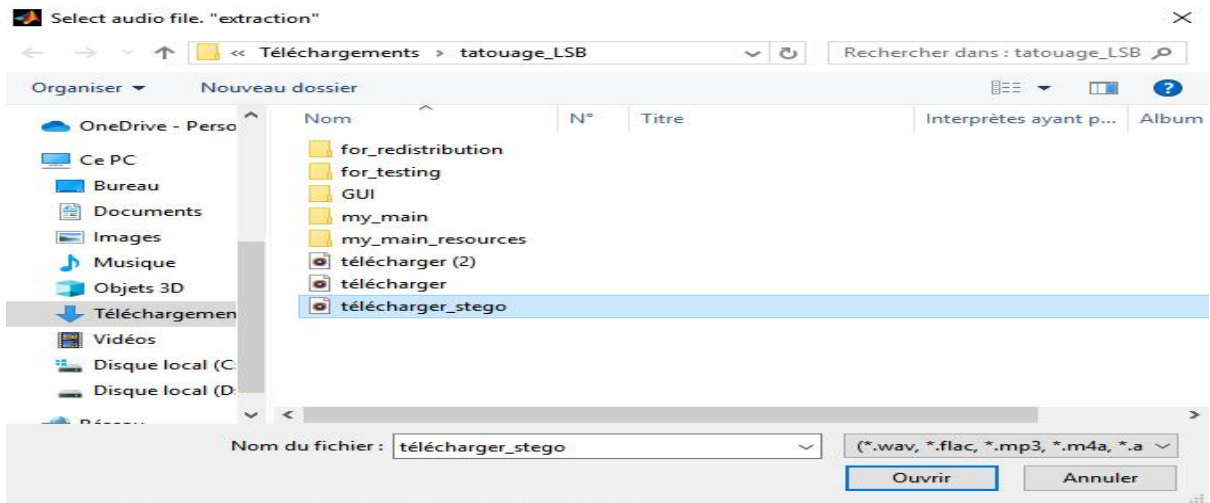 Select audio file. "extraction"
« Téléchargements > tatouage_LSB
Rechercher dans : tatouage_LSB
Organiser
Nouveau dossier
Nom
N°
Titre
Interprètes ayant p...
Album
OneDrive - Perso
Ce PC
Bureau
Documents
Images
Musique
Objets 3D
Téléchargemen
Vidéos
Disque local (C:
Disque local (D:
for_redistribution
for_testing
GUI
my_main
my_main_resources
télécharger (2)
télécharger
télécharger_stego
Nom du fichier : télécharger_stego
(*.wav, *.flac, *.mp3, *.m4a, *.a
Ouvrir
Annuler